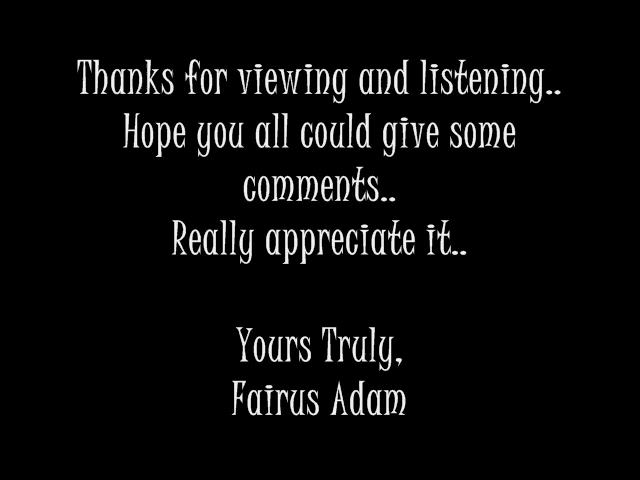 Thanks for viewing and listening..
Hope you all could give some
comments..
Really appreciate it..
Yours Truly,
Fairus Adam